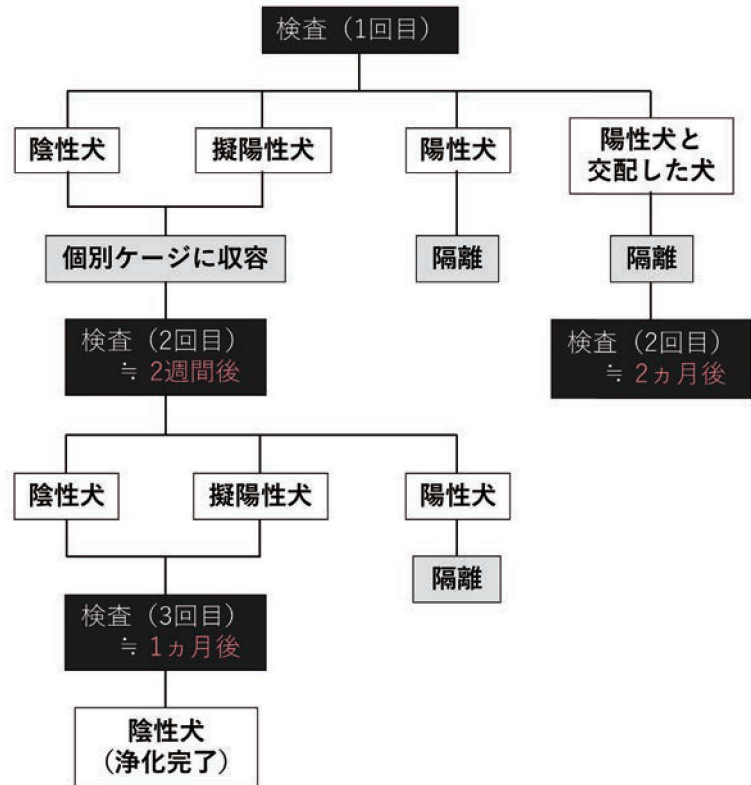 検査（1回目）
陰性犬
擬陽性犬
陽性犬
陽性犬と
交配した犬
個別ケージに収容
隔離
隔離
検査（2回目）
≒ 2週間後
検査（2回目）
≒ 2ヵ月後
陰性犬
擬陽性犬
陽性犬
隔離
検査（3回目）
≒ 1ヵ月後
陰性犬
（浄化完了）